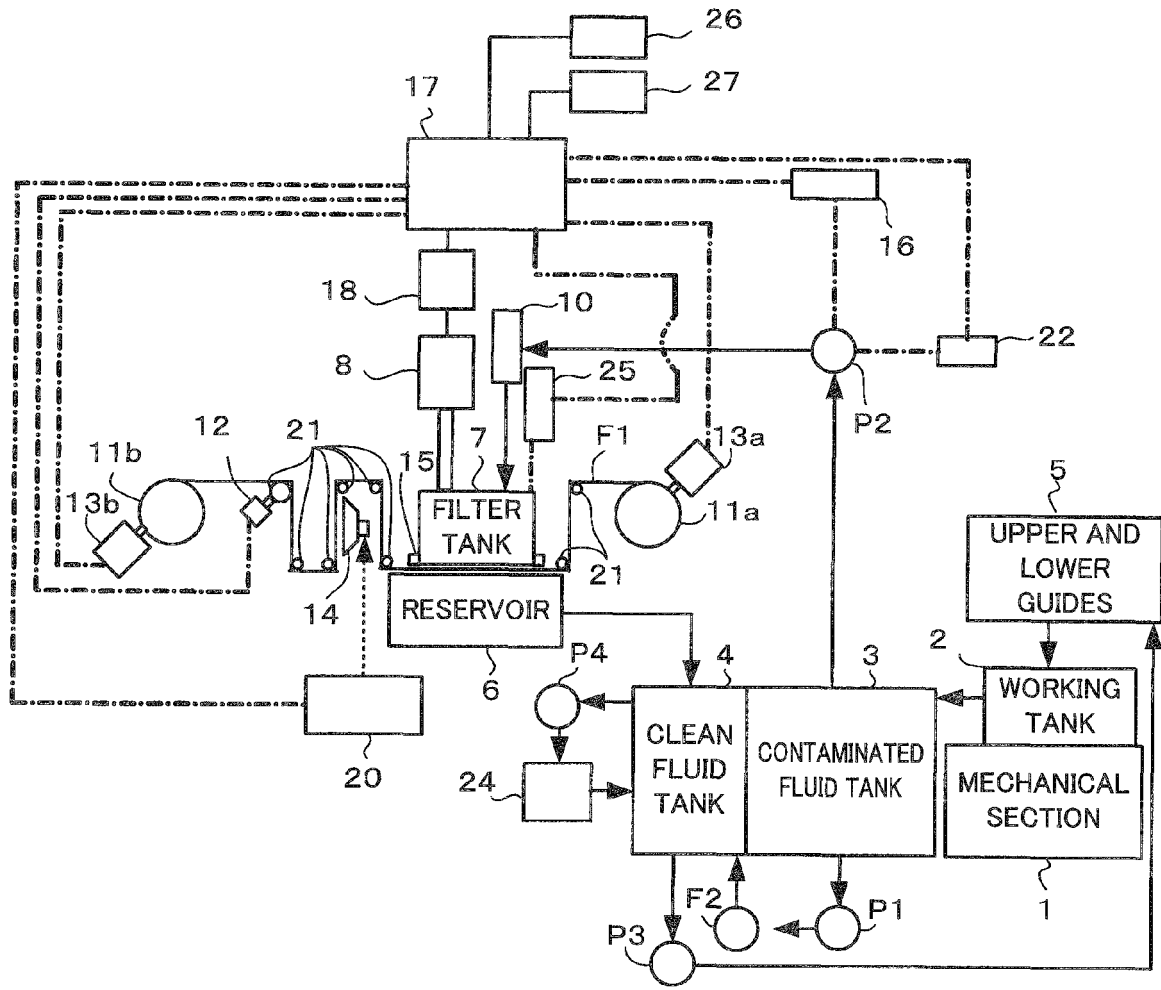 26
27
17
16
18
10
22
8
25
P2
12
21
7
F1
13a
11b
15
5
13b
FILTER
TANK
11a
UPPER AND
LOWER
GUIDES
21
14
RESERVOIR
2
6
P4
4
3
WORKING
TANK
CLEAN
FLUID
TANK
CONTAMINATED
FLUID TANK
20
24
MECHANICAL
SECTION
F2
P1
1
P3